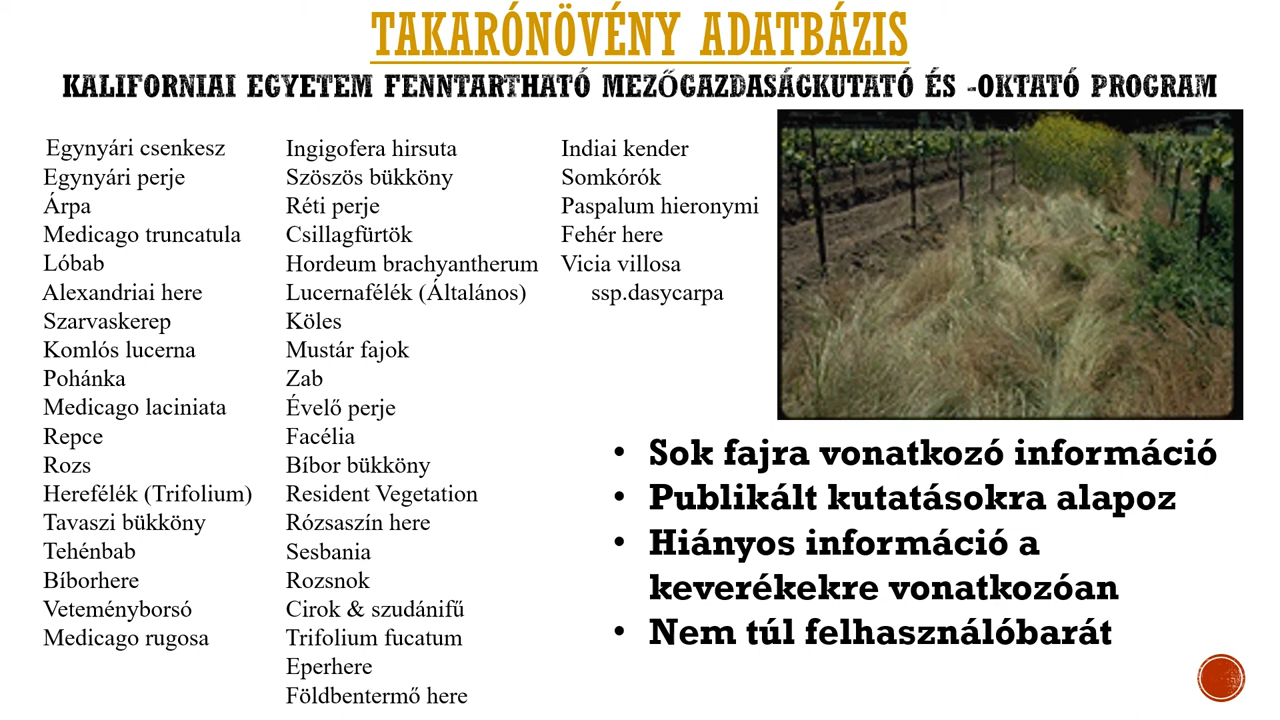 TAKARÓNÖVÉNY ADATBÁZIS
KALIFORNIAI EGYETEM FENNTARTHATÓ MEZŐGAZDASÁGKUTATÓ ÉS -OKTATÓ PROGRAM
Egynyári csenkesz
Egynyári perje
Árpa
Medicago truncatula
Lóbab
Alexandriai here
Szarvaskerep
Komlós lucerna
Pohánka
Medicago laciniata
Repce
Rozs
Herefélék (Trifolium)
Tavaszi bükköny
Tehénbab
Bíborhere
Veteményborsó
Medicago rugosa
Ingigofera hirsuta
Szöszös bükköny
Réti perje
Csillagfürtök
Hordeum brachyantherum
Lucernafélék (Általános)
Köles
Mustár fajok
Zab
Évelő perje
Facélia
Bíbor bükköny
Resident Vegetation
Rózsaszín here
Sesbania
Rozsnok
Cirok & szudánifű
Trifolium fucatum
Eperhere
Földbentermő here
Indiai kender
Somkórók
Paspalum hieronymi
Fehér here
Vicia villosa
ssp.dasycarpa
• Sok fajra vonatkozó információ
• Publikált kutatásokra alapoz
• Hiányos információ a
keverékekre vonatkozóan
• Nem túl felhasználóbarát